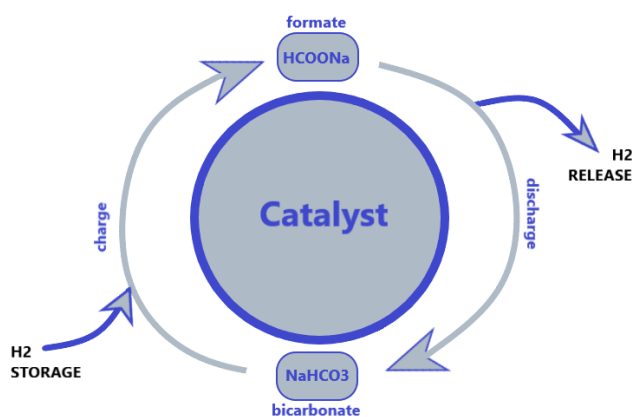 formate
HCOONa
H2
RELEASE
discharge
Catalyst
charge
H2
STORAGE
NaHCO3
bicarbonate